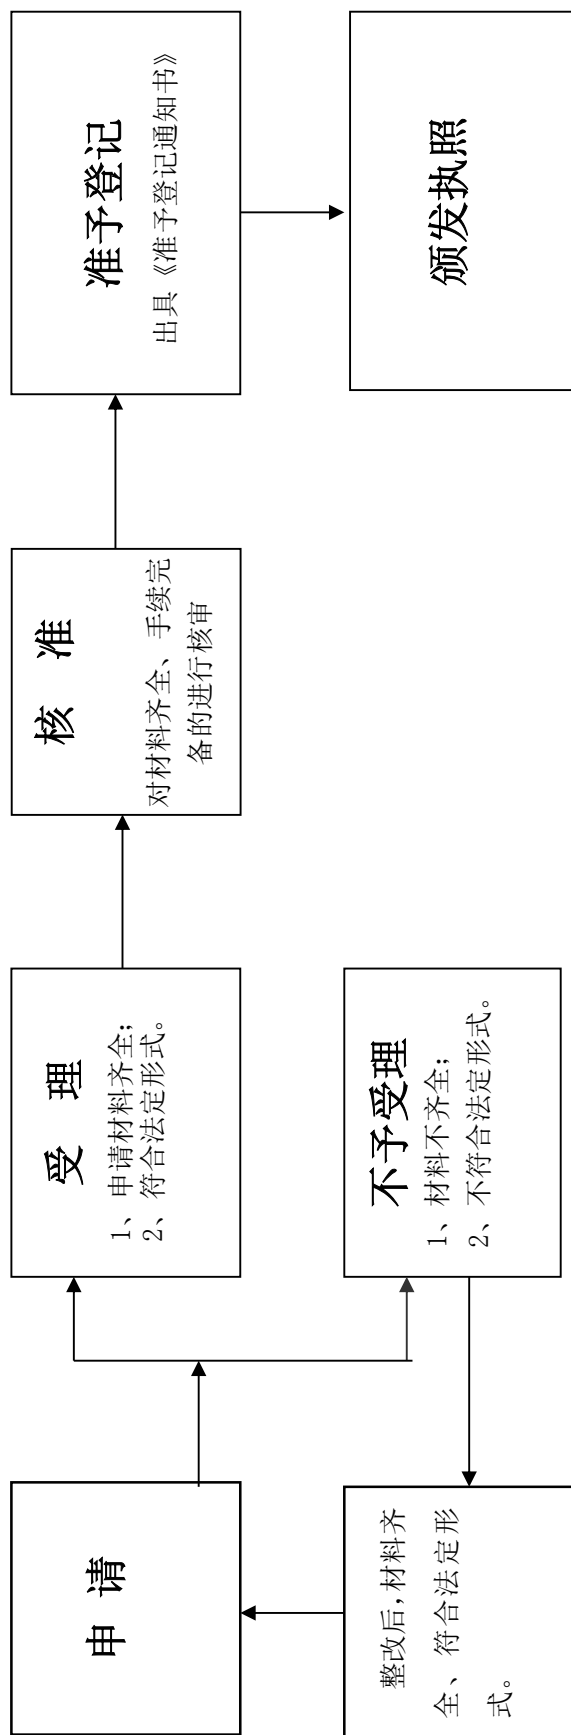 申 请
整改后,材料齐
全、符合法定形
式。
受 理
1、申请材料齐全;
2、符合法定形式。
不予受理
1、材料不齐全;
2、不符合法定形式。
核 准
对材料齐全、手续完
备的进行核审
准予登记
出具《准予登记通知书》
颁发执照